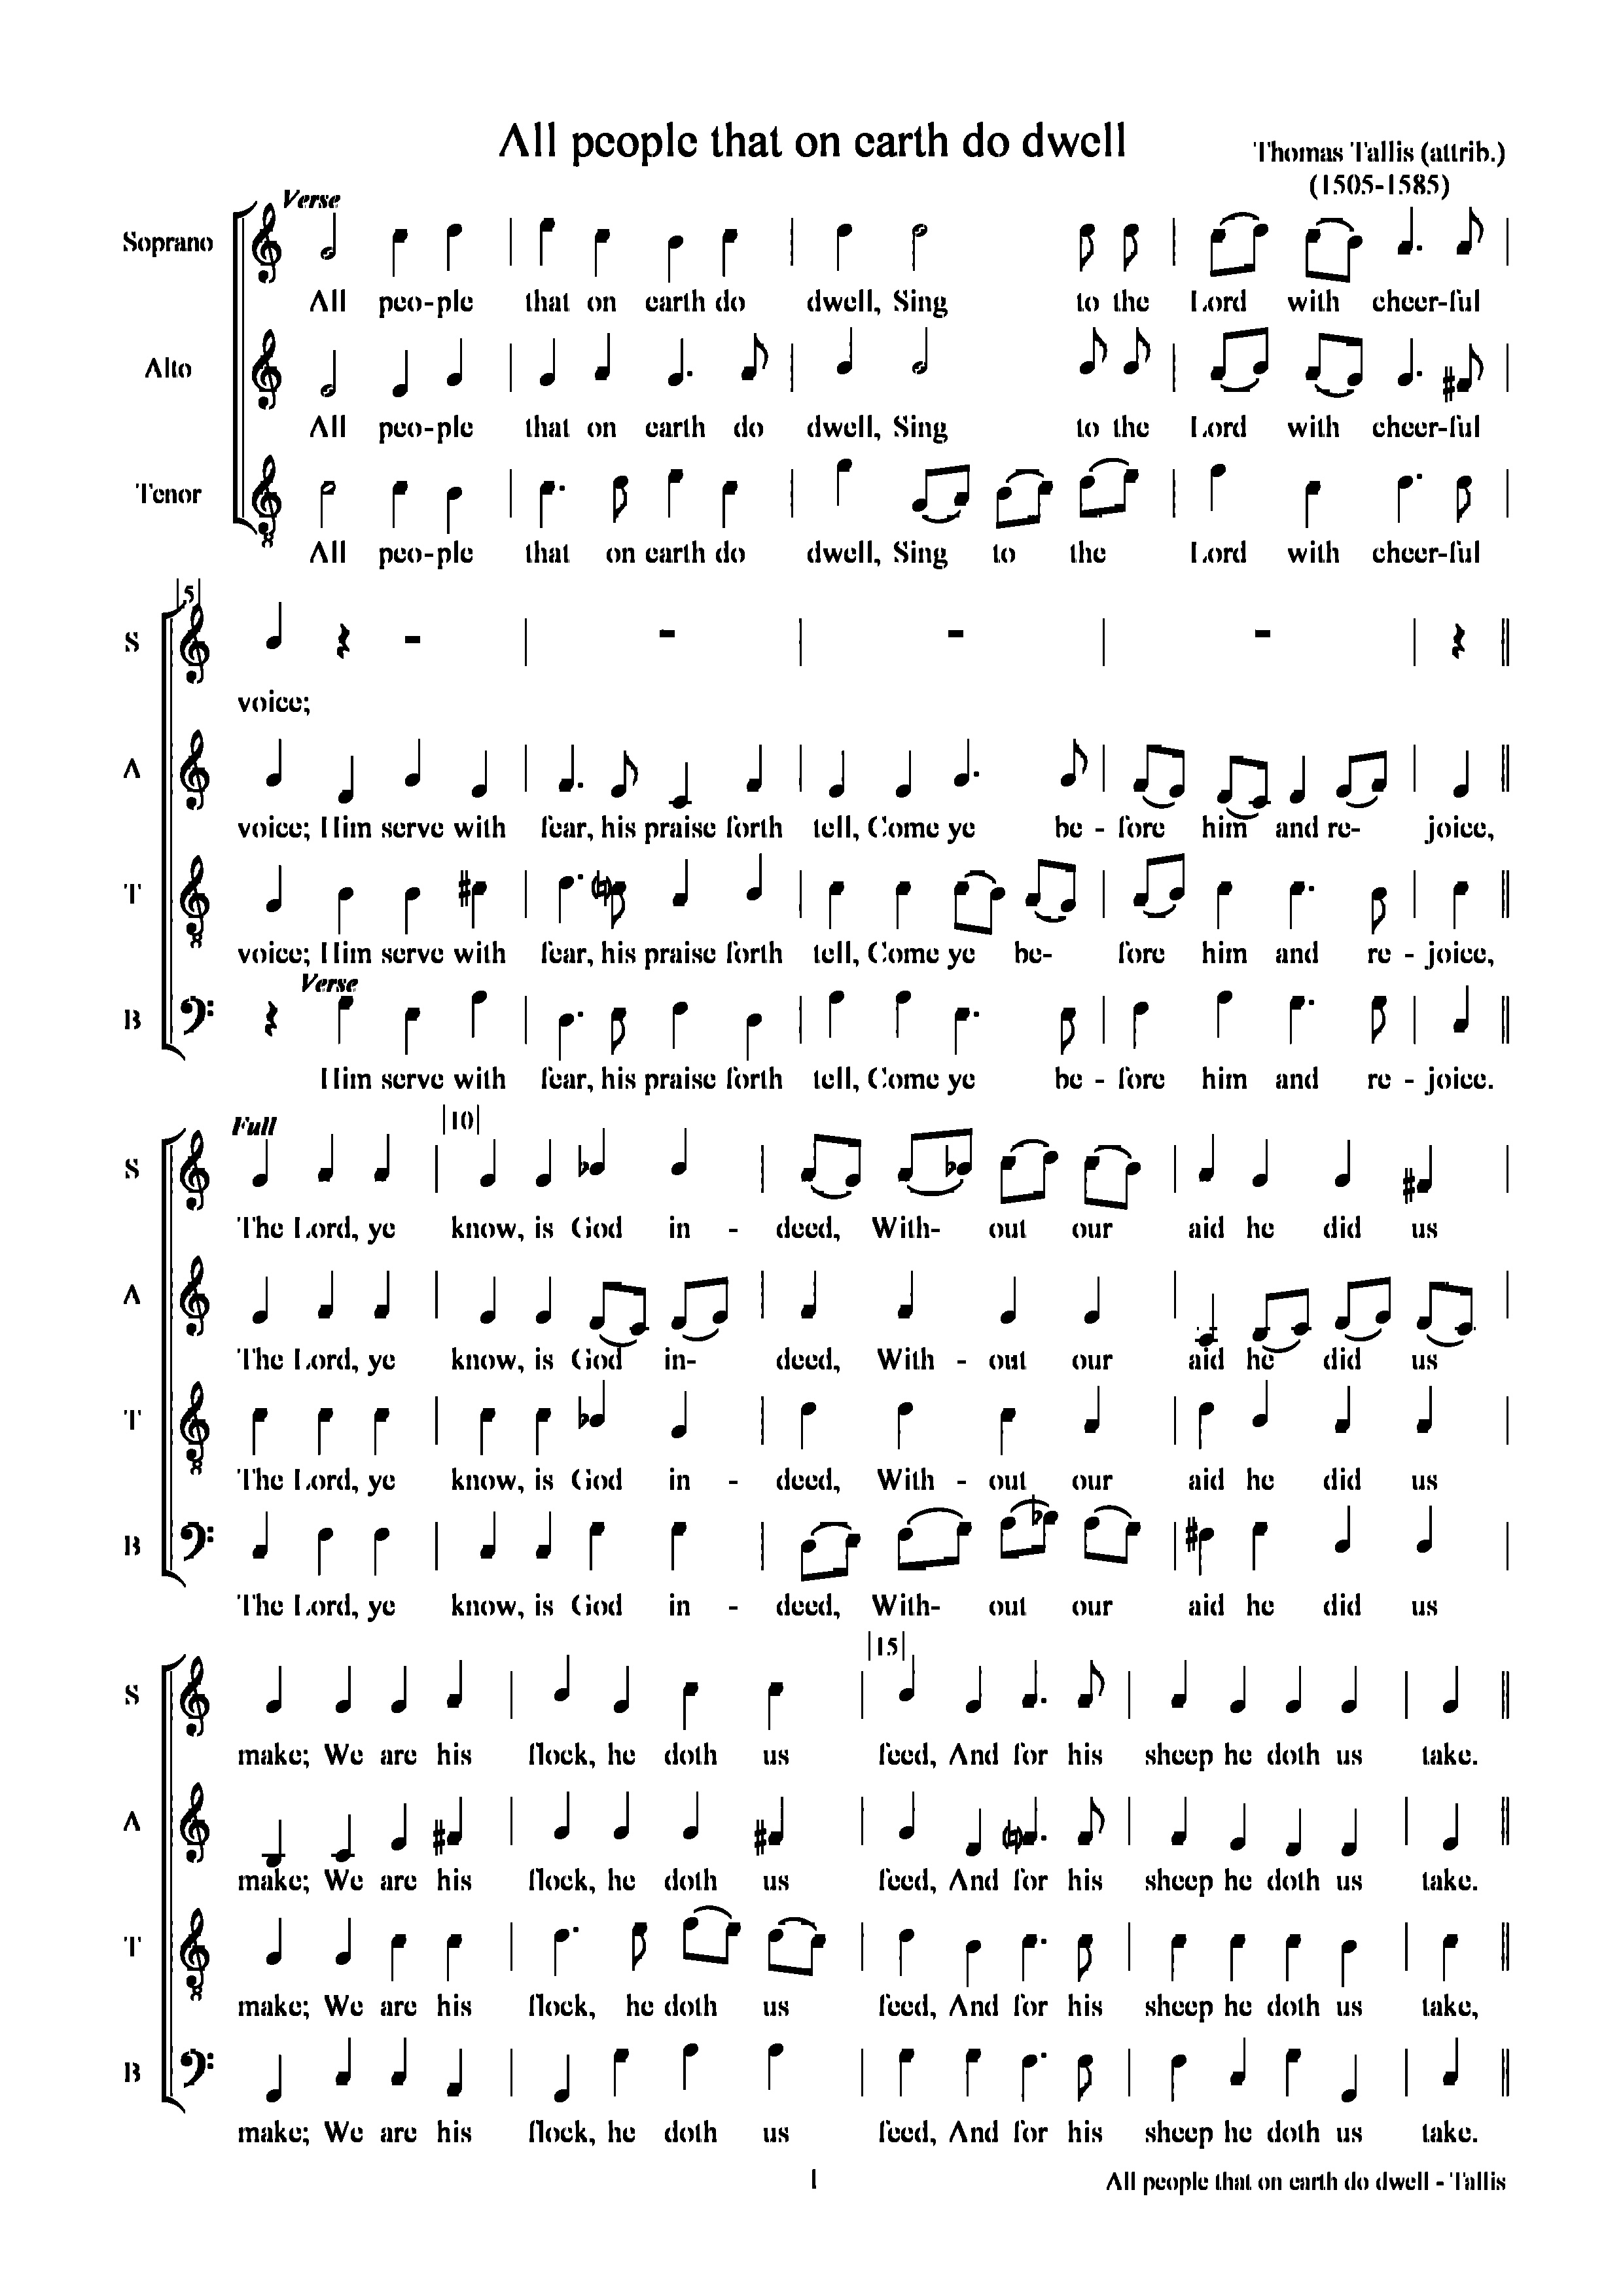 All people that on earth do dwell
Thomas Tallis (attrib.)
(1505-1585)
Verse
Soprano
All peo-ple that on earth do dwell, Sing to the Lord with cheer-ful
Alto
All peo-ple that on earth do dwell, Sing to the Lord with cheer-ful
Tenor
8
All peo-ple that on earth do dwell, Sing to the Lord with cheer-ful
5
S
voice;
A
voice; Him serve with fear, his praise forth tell, Come ye be - fore him and re- joice,
T
8
voice; Him serve with fear, his praise forth tell, Come ye be- fore him and re - joice,
Verse
B
Him serve with fear, his praise forth tell, Come ye be - fore him and re - joice.
Full
10
S
The Lord, ye know, is God in - deed, With- out our aid he did us
A
The Lord, ye know, is God in- deed, With - out our aid he did us
T
8
The Lord, ye know, is God in - deed, With - out our aid he did us
B
The Lord, ye know, is God in - deed, With- out our aid he did us
15
S
make; We are his flock, he doth us feed, And for his sheep he doth us take.
A
make; We are his flock, he doth us feed, And for his sheep he doth us take.
T
8
make; We are his flock, he doth us feed, And for his sheep he doth us take,
B
make; We are his flock, he doth us feed, And for his sheep he doth us take.
1
All people that on earth do dwell - Tallis